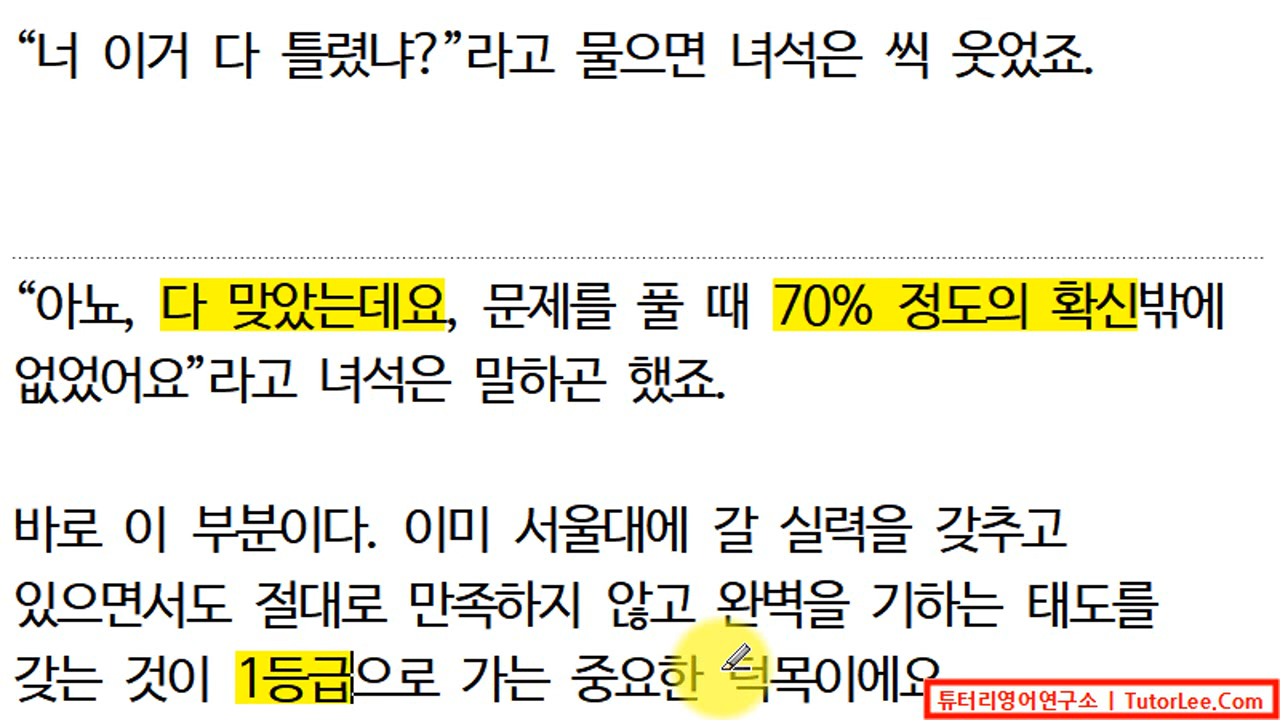 “너 이거 다 틀렸냐?”라고 물으면 녀석은 씩 웃었죠.
“아뇨, 다 맞았는데요, 문제를 풀 때 70% 정도의 확신밖에
없었어요”라고 녀석은 말하곤 했죠.
바로 이 부분이다. 이미 서울대에 갈 실력을 갖추고
있으면서도 절대로 만족하지 않고 완벽을 기하는 태도를
갖는 것이 1등급으로 가는 중요한 덕목이에요
튜터리영어연구소 | TutorLee.Com